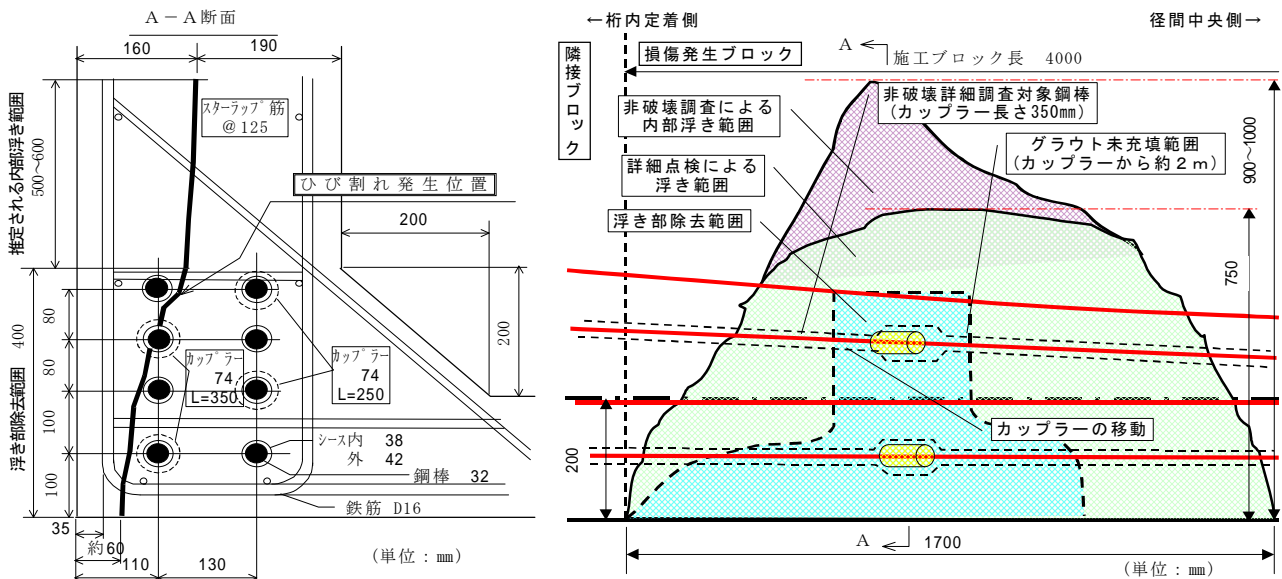 A－A断面
160
190
推定される内部浮き範囲
500～600
スターラップ筋
@125
ひび割れ発生位置
200
200
浮き部除去範囲
400
80
80
100
100
カップラー
74
L=350
カップラー
74
L=250
シース内 38
外 42
鋼棒 32
鉄筋 D16
35
約60
110
130
(単位：㎜)
←桁内定着側
径間中央側→
隣接ブロック
損傷発生ブロック
A
施工ブロック長 4000
非破壊調査による
内部浮き範囲
非破壊詳細調査対象鋼棒
(カップラー長さ350㎜)
グラウト未充填範囲
(カップラーから約２ｍ)
詳細点検による
浮き範囲
浮き部除去範囲
900～1000
750
カップラーの移動
200
A
1700
(単位：㎜)